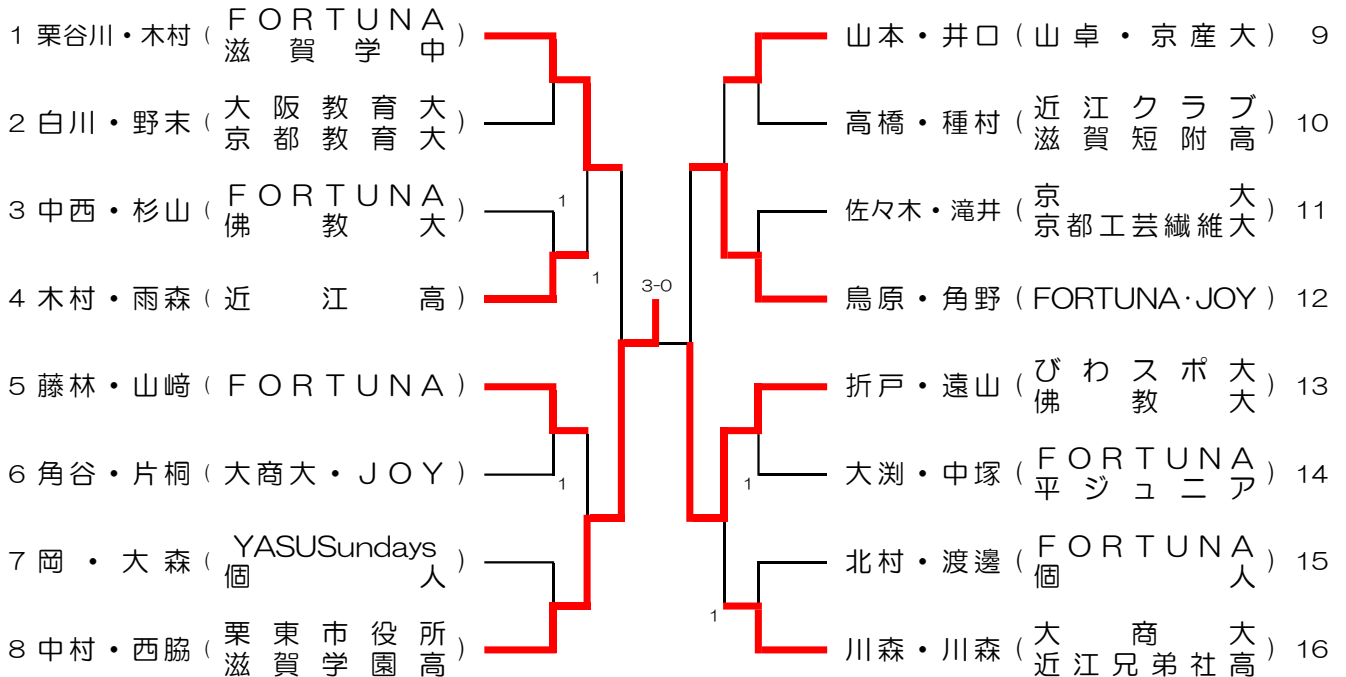 1 栗谷川・木村 (FORTUNA
滋賀学中)
2 白川・野末 (大阪教育大
京都教育大)
3 中西・杉山 (FORTUNA
佛教大)
4 木村・雨森 (近江高)
5 藤林・山﨑 (FORTUNA)
6 角谷・片桐 (大商大・JOY)
7 岡・大森 (YASUSundays
個人)
8 中村・西脇 (栗東市役所
滋賀学園高)
1
1
1
3-0
山本・井口 (山卓・京産大) 9
高橋・種村 (近江クラブ
滋賀短附高) 10
佐々木・滝井 (京大
京都工芸繊維大) 11
鳥原・角野 (FORTUNA・JOY) 12
折戸・遠山 (びわスポ大
佛教大) 13
大渕・中塚 (FORTUNA
平ジュニア) 14
北村・渡邊 (FORTUNA
個人) 15
川森・川森 (大商大
近江兄弟社高) 16
1
1